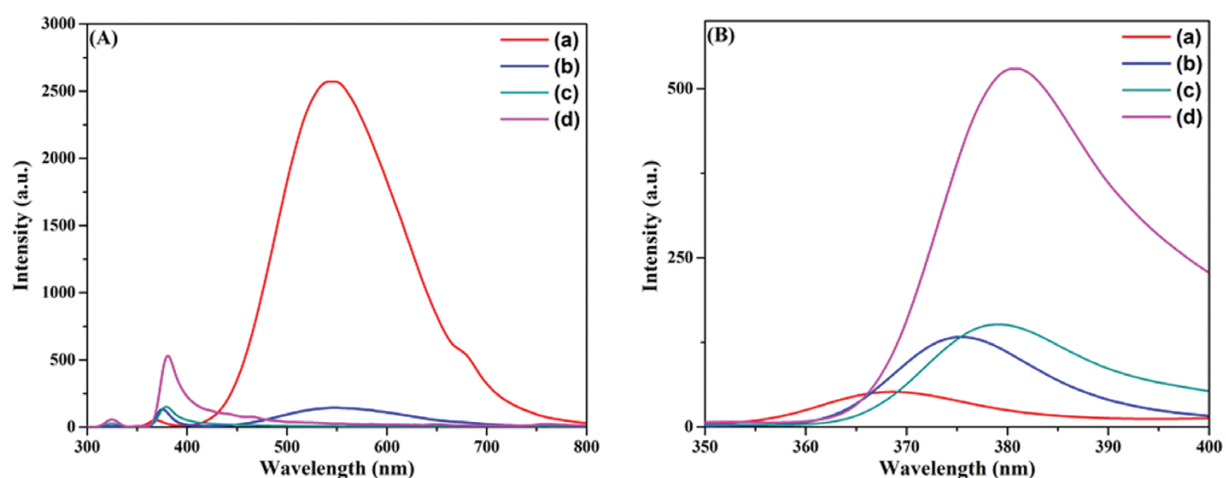 (A)
(a)
(b)
(c)
(d)
3000
2500
2000
1500
1000
500
0
300 400 500 600 700 800
Wavelength (nm)
Intensity (a.u.)
(B)
(a)
(b)
(c)
(d)
500
250
0
350 360 370 380 390 400
Wavelength (nm)
Intensity (a.u.)